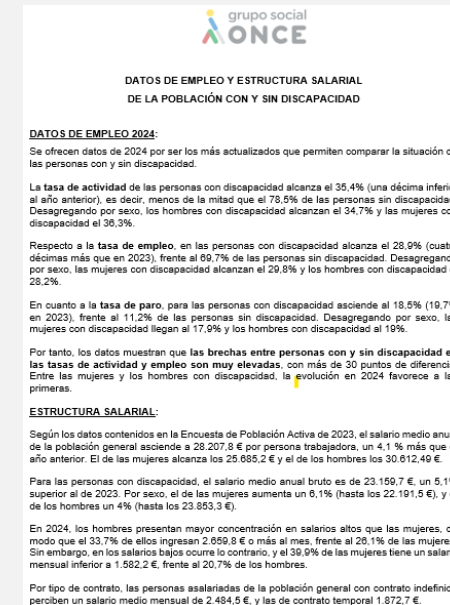 grupo social
ONCE
DATOS DE EMPLEO Y ESTRUCTURA SALARIAL
DE LA POBLACIÓN CON Y SIN DISCAPACIDAD
DATOS DE EMPLEO 2024:
Se ofrecen datos de 2024 por ser los más actualizados que permiten comparar la situación d
las personas con y sin discapacidad.
La tasa de actividad de las personas con discapacidad alcanza el 35,4% (una décima inferi
al año anterior), es decir, menos de la mitad que el 78,5% de las personas sin discapacida
Desagregando por sexo, los hombres con discapacidad alcanzan el 34,7% y las mujeres co
discapacidad el 36,3%.
Respecto a la tasa de empleo, en las personas con discapacidad alcanza el 28,9% (cuat
décimas más que en 2023), frente al 69,7% de las personas sin discapacidad. Desagregand
por sexo, las mujeres con discapacidad alcanzan el 29,8% y los hombres con discapacidad
28,2%.
En cuanto a la tasa de paro, para las personas con discapacidad asciende al 18,5% (19,7
en 2023), frente al 11,2% de las personas sin discapacidad. Desagregando por sexo, la
mujeres con discapacidad llegan al 17,9% y los hombres con discapacidad al 19%.
Por tanto, los datos muestran que las brechas entre personas con y sin discapacidad e
las tasas de actividad y empleo son muy elevadas, con más de 30 puntos de diferenci
Entre las mujeres y los hombres con discapacidad, la evolución en 2024 favorece a la
primeras.
ESTRUCTURA SALARIAL:
Según los datos contenidos en la Encuesta de Población Activa de 2023, el salario medio anu
de la población general asciende a 28.207,8 € por persona trabajadora, un 4,1 % más que
año anterior. El de las mujeres alcanza los 25.685,2 € y el de los hombres los 30.612,49 €.
Para las personas con discapacidad, el salario medio anual bruto es de 23.159,7 €, un 5,1
superior al de 2023. Por sexo, el de las mujeres aumenta un 6,1% (hasta los 22.191,5 €), y
de los hombres un 4% (hasta los 23.853,3 €).
En 2024, los hombres presentan mayor concentración en salarios altos que las mujeres, d
modo que el 33,7% de ellos ingresan 2.659,8 € o más al mes, frente al 26,1% de las mujere
Sin embargo, en los salarios bajos ocurre lo contrario, y el 39,9% de las mujeres tiene un salar
mensual inferior a 1.582,2 €, frente al 20,7% de los hombres.
Por tipo de contrato, las personas asalariadas de la población general con contrato indefinid
perciben un salario medio mensual de 2.484,5 €, y las de contrato temporal 1.872,7 €.